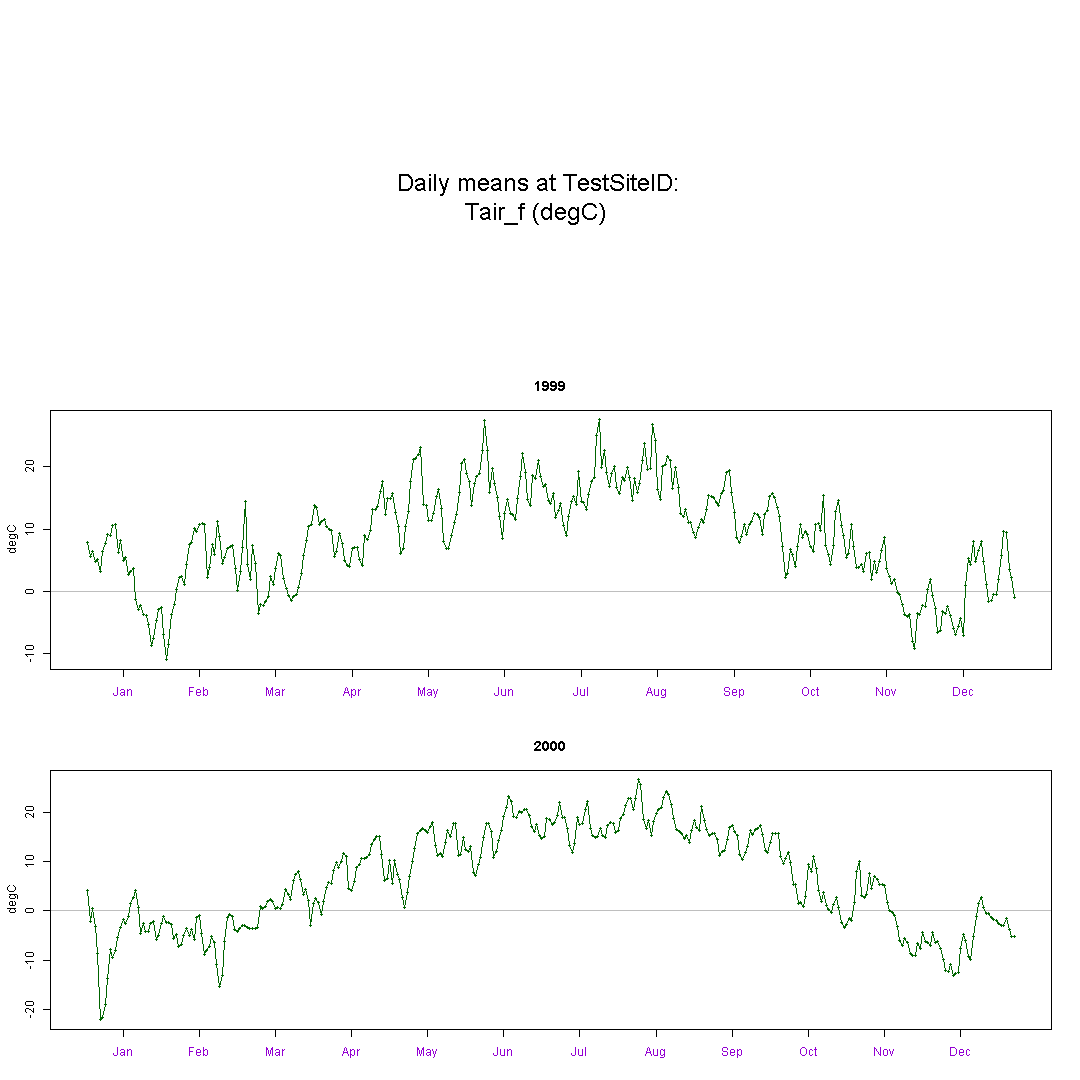 Daily means at TestSiteID:
Tair_f (degC)
1999
degC
20
10
0
-10
Jan Feb Mar Apr May Jun Jul Aug Sep Oct Nov Dec
2000
degC
20
10
0
-10
-20
Jan Feb Mar Apr May Jun Jul Aug Sep Oct Nov Dec